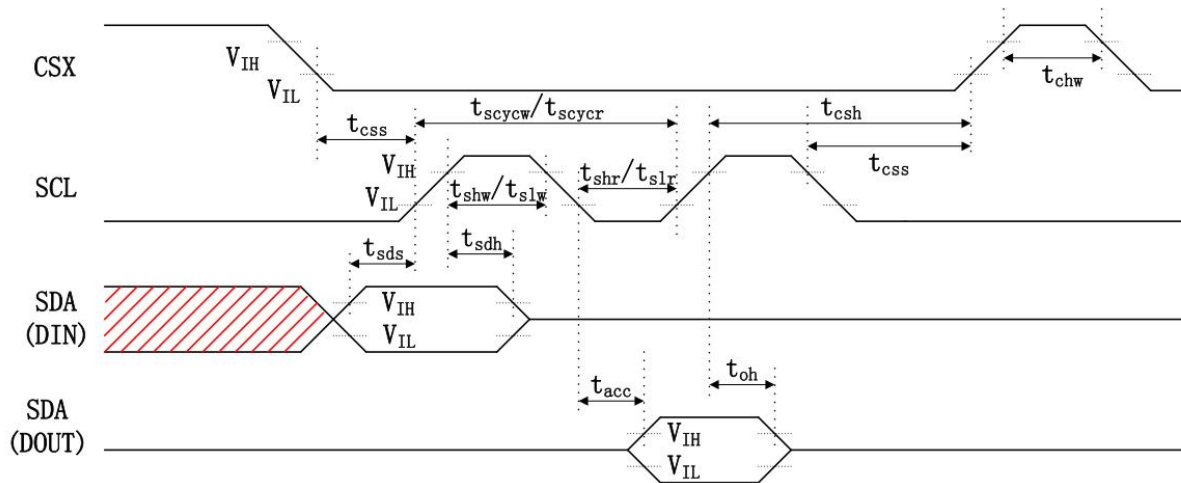 CSX
V_IH
V_IL
t_chw
t_css
t_scycw/t_scycr
t_csh
t_css
SCL
V_IH
V_IL
t_shw/t_slw
t_shr/t_slr
t_sds
t_sdh
SDA
(DIN)
V_IH
V_IL
t_acc
t_oh
SDA
(DOUT)
V_IH
V_IL